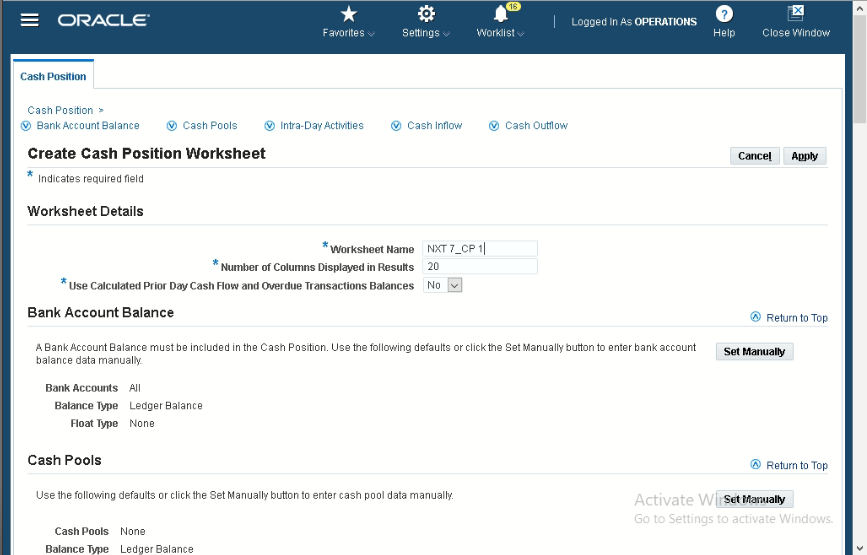 ORACLE®
Favorites
Settings
16
Worklist
Logged In As OPERATIONS
?
Help
Close Window
Cash Position
Cash Position >
Bank Account Balance Cash Pools Intra-Day Activities Cash Inflow Cash Outflow
Create Cash Position Worksheet
Cancel Apply
* Indicates required field
Worksheet Details
* Worksheet Name NXT 7_CP 1
* Number of Columns Displayed in Results 20
* Use Calculated Prior Day Cash Flow and Overdue Transactions Balances No
Bank Account Balance
Return to Top
A Bank Account Balance must be included in the Cash Position. Use the following defaults or click the Set Manually button to enter bank account
balance data manually.
Set Manually
Bank Accounts All
Balance Type Ledger Balance
Float Type None
Cash Pools
Return to Top
Use the following defaults or click the Set Manually button to enter cash pool data manually.
Set Manually
Activate Windows
Go to Settings to activate Windows.
Cash Pools None
Balance Type Ledger Balance